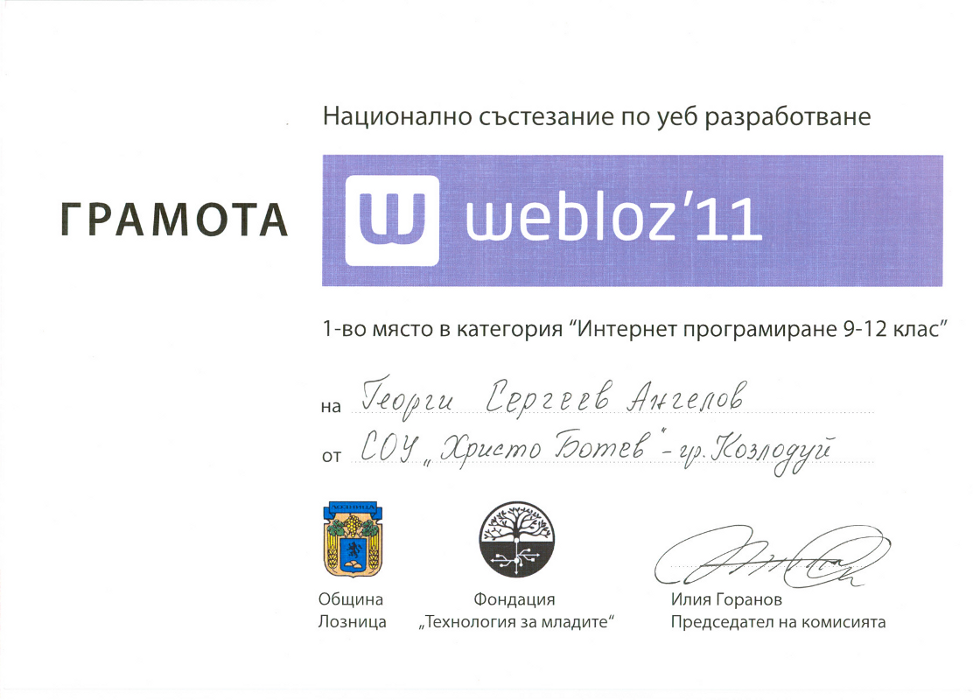 Национално състезание по уеб разработване
ГРАМОТА
W webloz'11
1-во място в категория “Интернет програмиране 9-12 клас”
на Георги Сергеев Ангелов
от СОУ „Христо Ботев“ - гр. Козлодуй
Община
Лозница
Фондация
„Технология за младите“
Илия Горанов
Председател на комисията